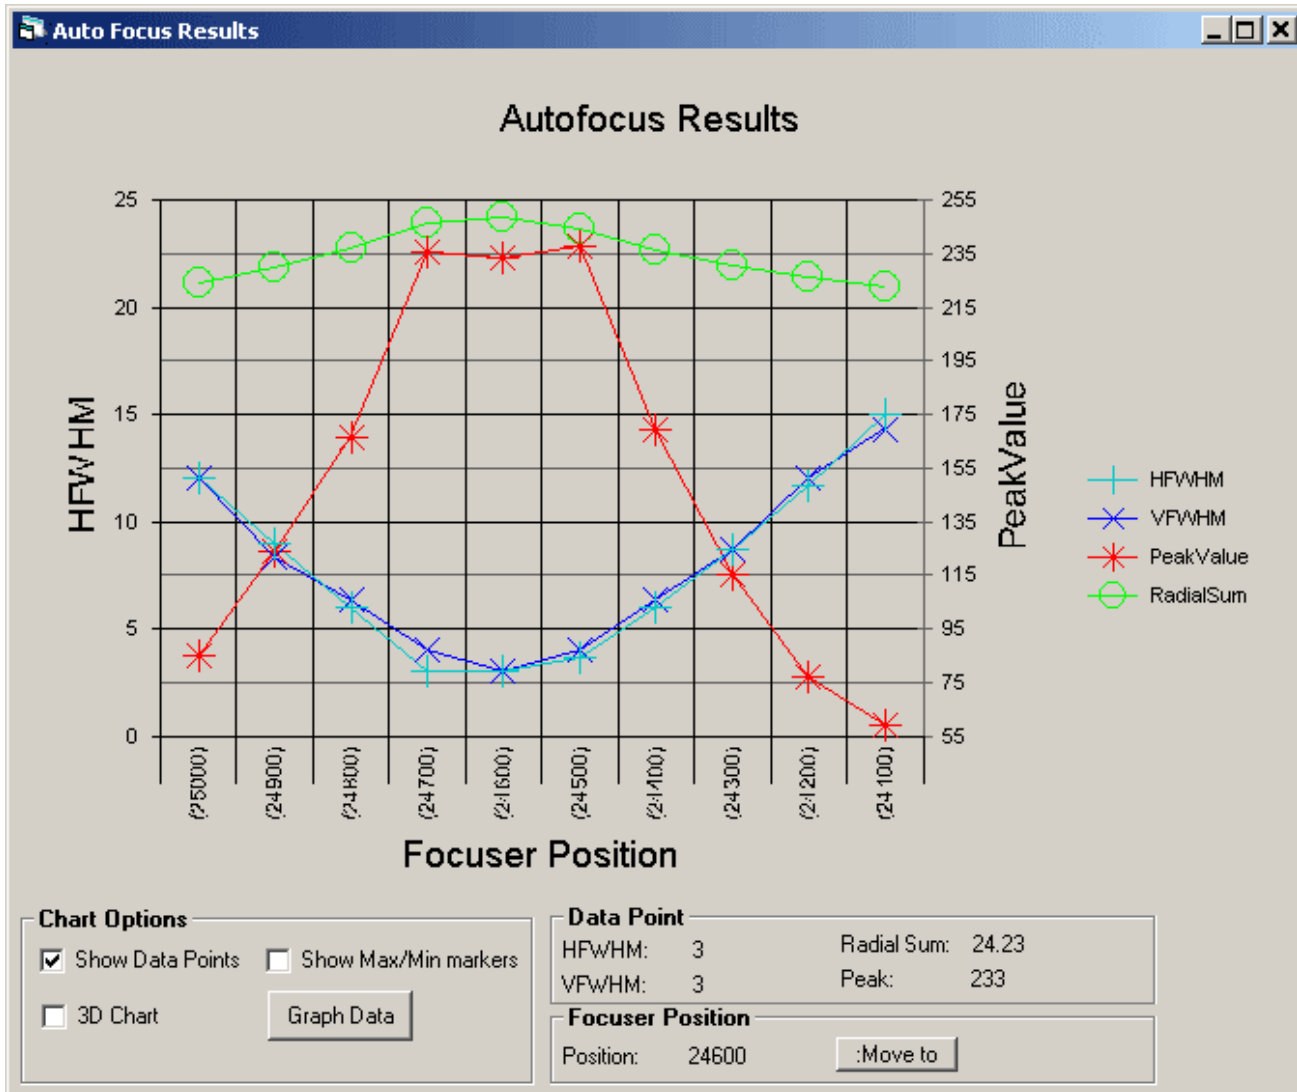 Auto Focus Results
Autofocus Results
25
20
15
10
5
0
HFWHM
255
235
215
195
175
155
135
115
95
75
55
PeakValue
HFWHM
VFWHM
PeakValue
RadialSum
(25000)
(24900)
(24800)
(24700)
(24600)
(24500)
(24400)
(24300)
(24200)
(24100)
Focuser Position
Chart Options
Show Data Points
Show Max/Min markers
3D Chart
Graph Data
Data Point
HFWHM: 3 Radial Sum: 24.23
VFWHM: 3 Peak: 233
Focuser Position
Position: 24600 :Move to